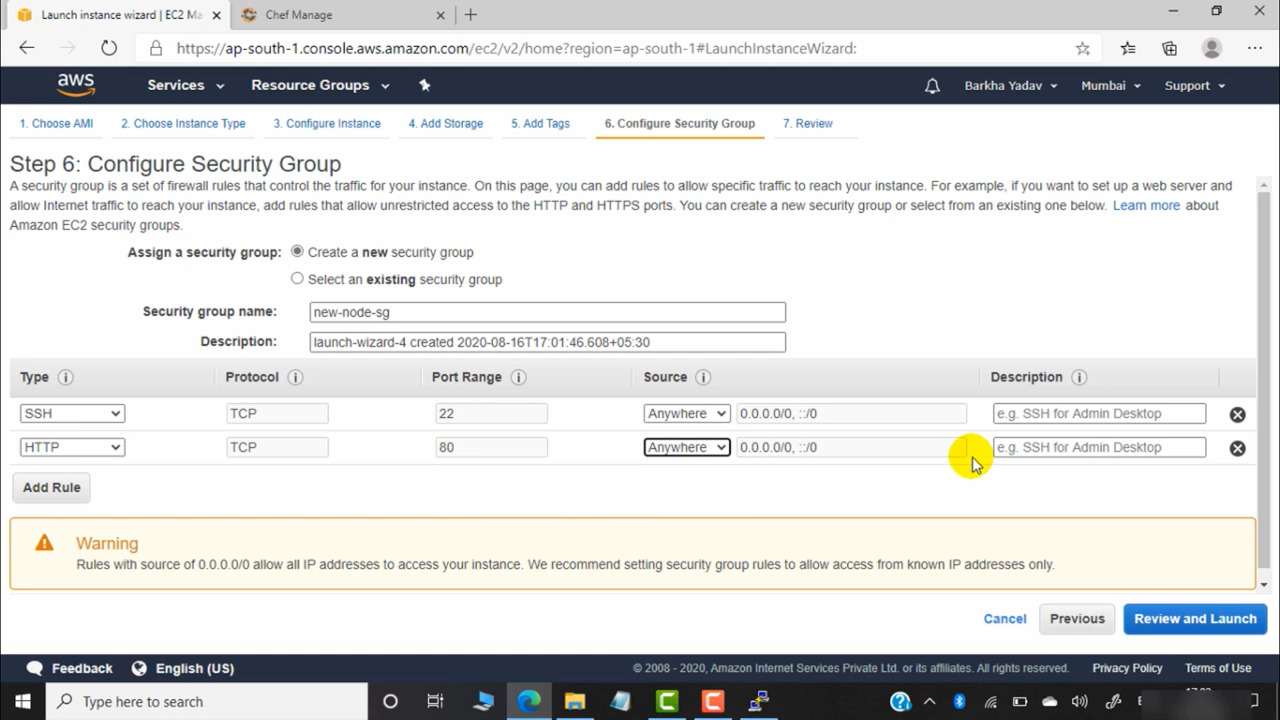 Launch instance wizard | EC2 Ma
Chef Manage
https://ap-south-1.console.aws.amazon.com/ec2/v2/home?region=ap-south-1#LaunchInstanceWizard:
aws
Services
Resource Groups
Barkha Yadav
Mumbai
Support
1. Choose AMI
2. Choose Instance Type
3. Configure Instance
4. Add Storage
5. Add Tags
6. Configure Security Group
7. Review
Step 6: Configure Security Group
A security group is a set of firewall rules that control the traffic for your instance. On this page, you can add rules to allow specific traffic to reach your instance. For example, if you want to set up a web server and
allow Internet traffic to reach your instance, add rules that allow unrestricted access to the HTTP and HTTPS ports. You can create a new security group or select from an existing one below. Learn more about
Amazon EC2 security groups.
Assign a security group:
Create a new security group
Select an existing security group
Security group name:
new-node-sg
Description:
launch-wizard-4 created 2020-08-16T17:01:46.608+05:30
Type
Protocol
Port Range
Source
Description
SSH
TCP
22
Anywhere
0.0.0.0/0, ::/0
e.g. SSH for Admin Desktop
HTTP
TCP
80
Anywhere
0.0.0.0/0, ::/0
e.g. SSH for Admin Desktop
Add Rule
Warning
Rules with source of 0.0.0.0/0 allow all IP addresses to access your instance. We recommend setting security group rules to allow access from known IP addresses only.
Cancel
Previous
Review and Launch
Feedback
English (US)
© 2008 - 2020, Amazon Internet Services Private Ltd. or its affiliates. All rights reserved.
Privacy Policy
Terms of Use
Type here to search